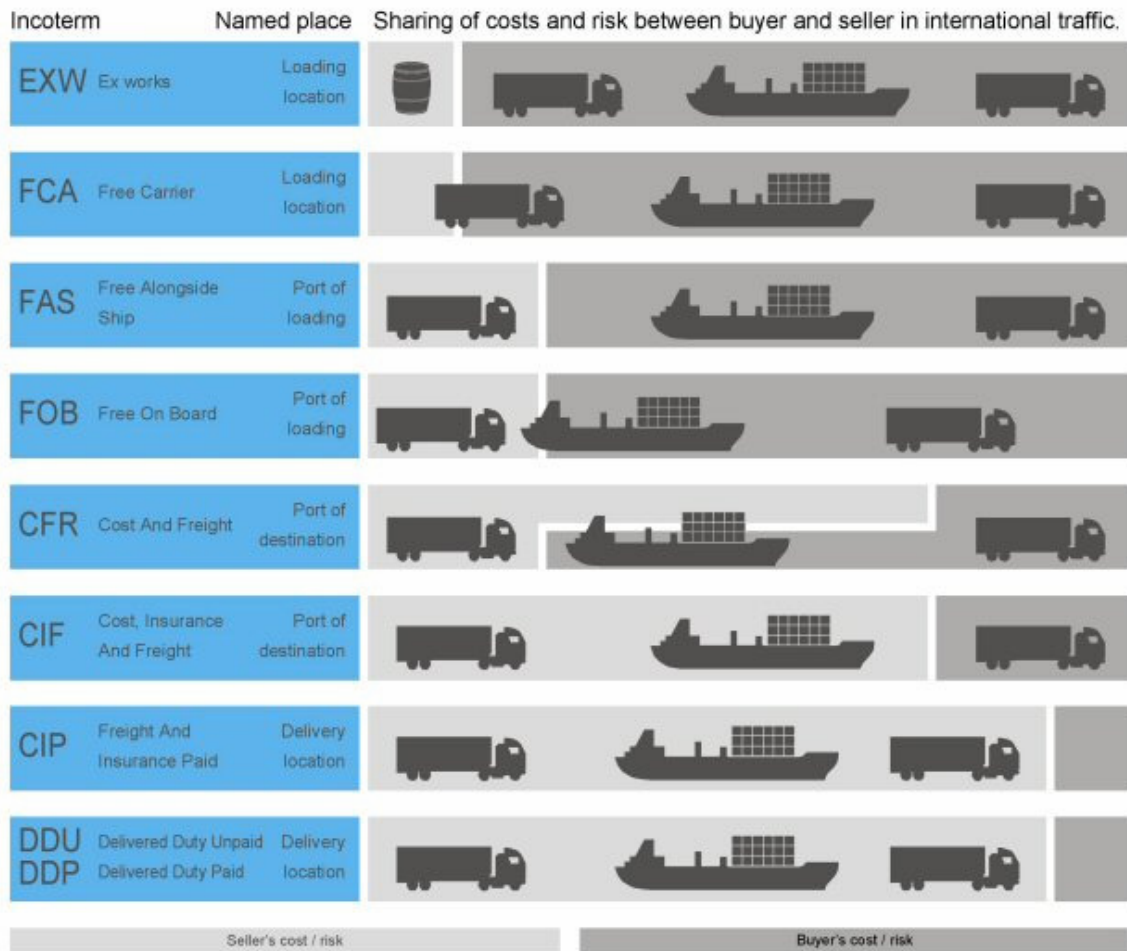 Incoterm Named place Sharing of costs and risk between buyer and seller in international traffic.
EXW Ex works Loading location
FCA Free Carrier Loading location
FAS Free Alongside Ship Port of loading
FOB Free On Board Port of loading
CFR Cost And Freight Port of destination
CIF Cost, Insurance And Freight Port of destination
CIP Freight And Insurance Paid Delivery location
DDU Delivered Duty Unpaid Delivery
DDP Delivered Duty Paid location
Seller's cost / risk Buyer's cost / risk